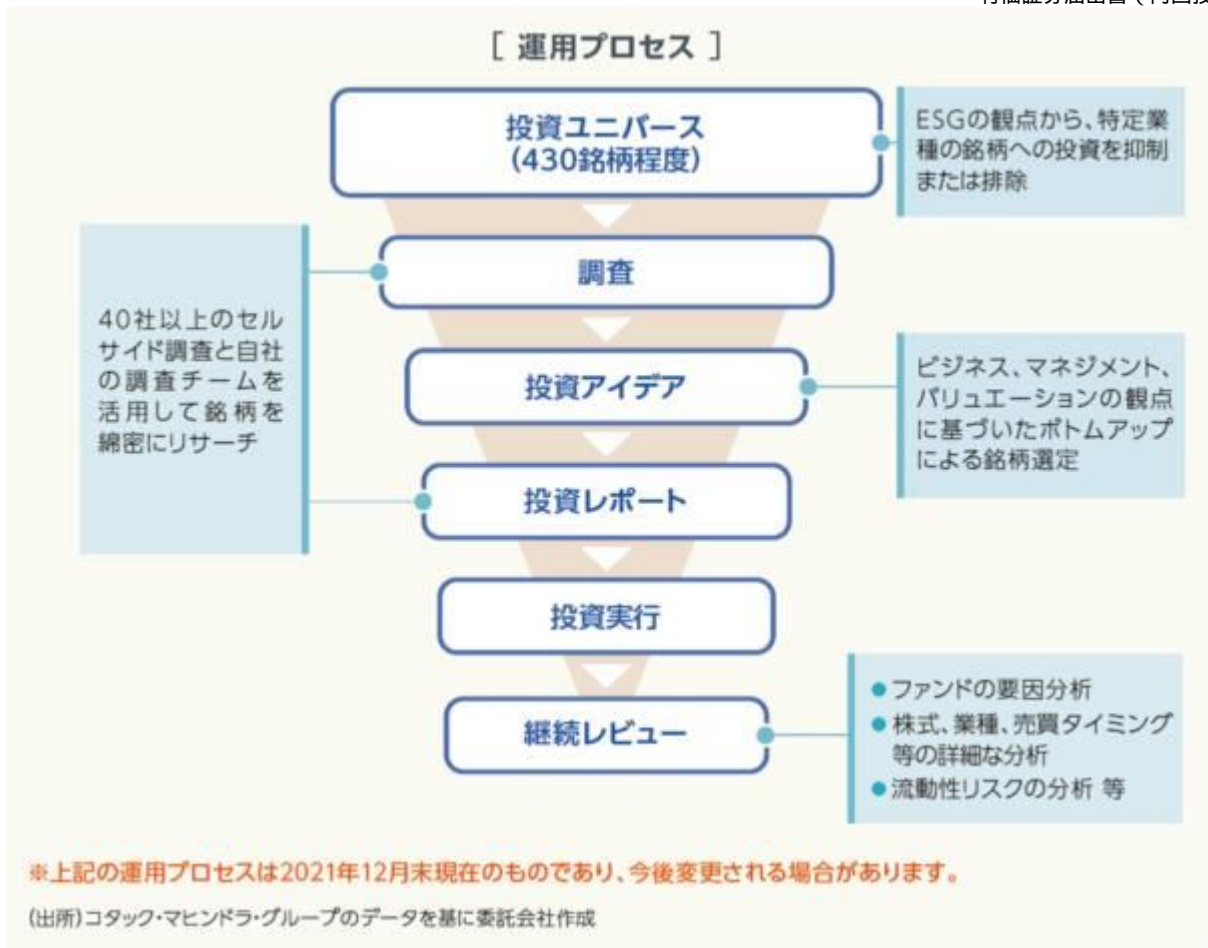 [ 運用プロセス ]
投資ユニバース
(430銘柄程度)
ESGの観点から、特定業
種の銘柄への投資を抑制
または排除
調査
40社以上のセル
サイド調査と自社
の調査チームを
活用して銘柄を
綿密にリサーチ
投資アイデア
ビジネス、マネジメント、
バリュエーションの観点
に基づいたボトムアップ
による銘柄選定
投資レポート
投資実行
継続レビュー
●ファンドの要因分析
●株式、業種、売買タイミング
等の詳細な分析
●流動性リスクの分析 等
※上記の運用プロセスは2021年12月末現在のものであり、今後変更される場合があります。
(出所)コタック・マヒンドラ・グループのデータを基に委託会社作成